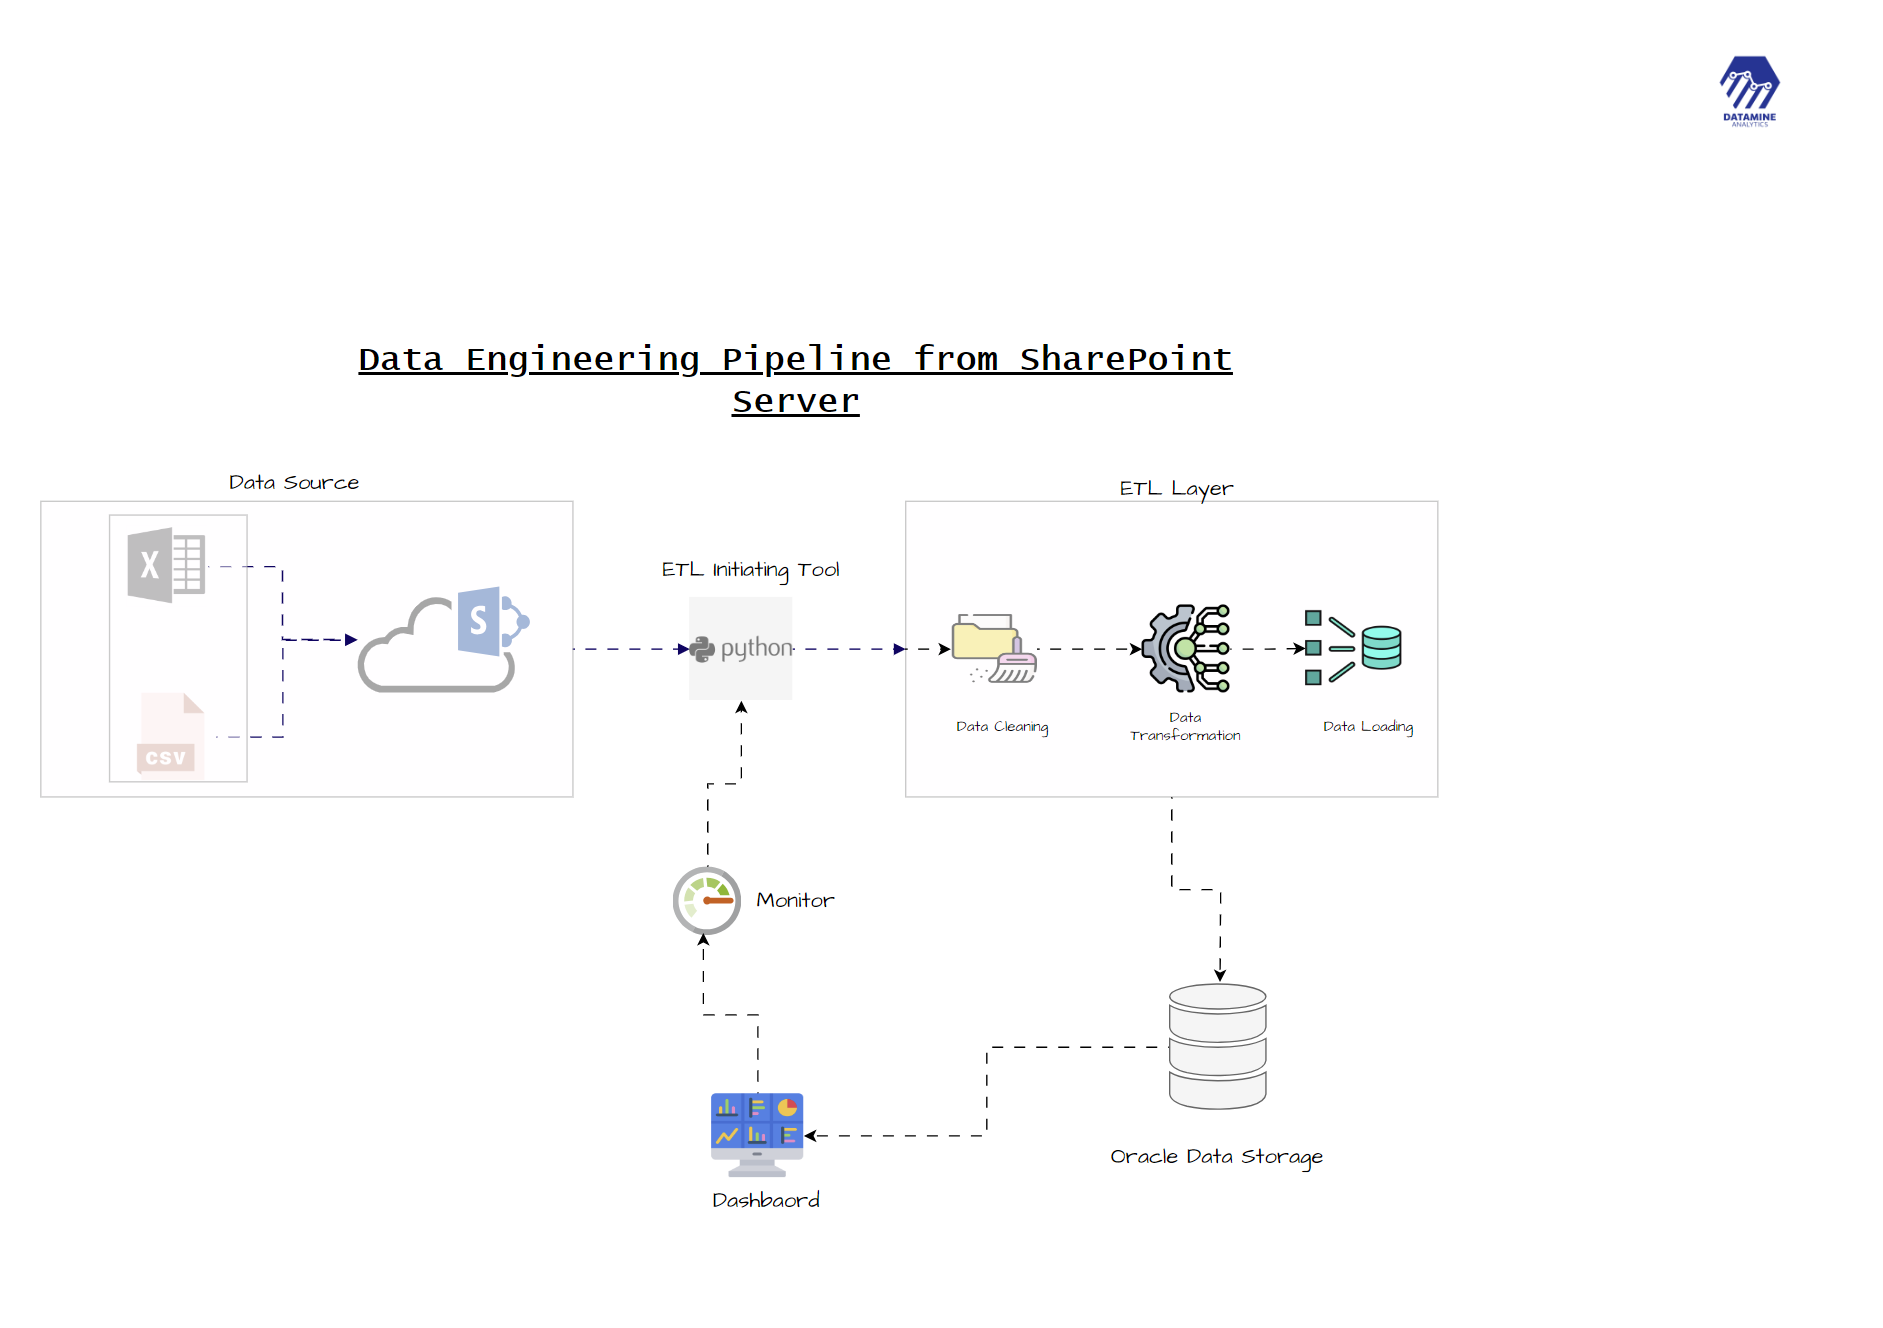 DATAMINE
ANALYTICS
Data Engineering Pipeline from SharePoint
Server
Data Source
ETL Layer
X
S
CSV
ETL Initiating Tool
python
Data Cleaning
Data
Transformation
Data Loading
Monitor
Oracle Data Storage
Dashbaord